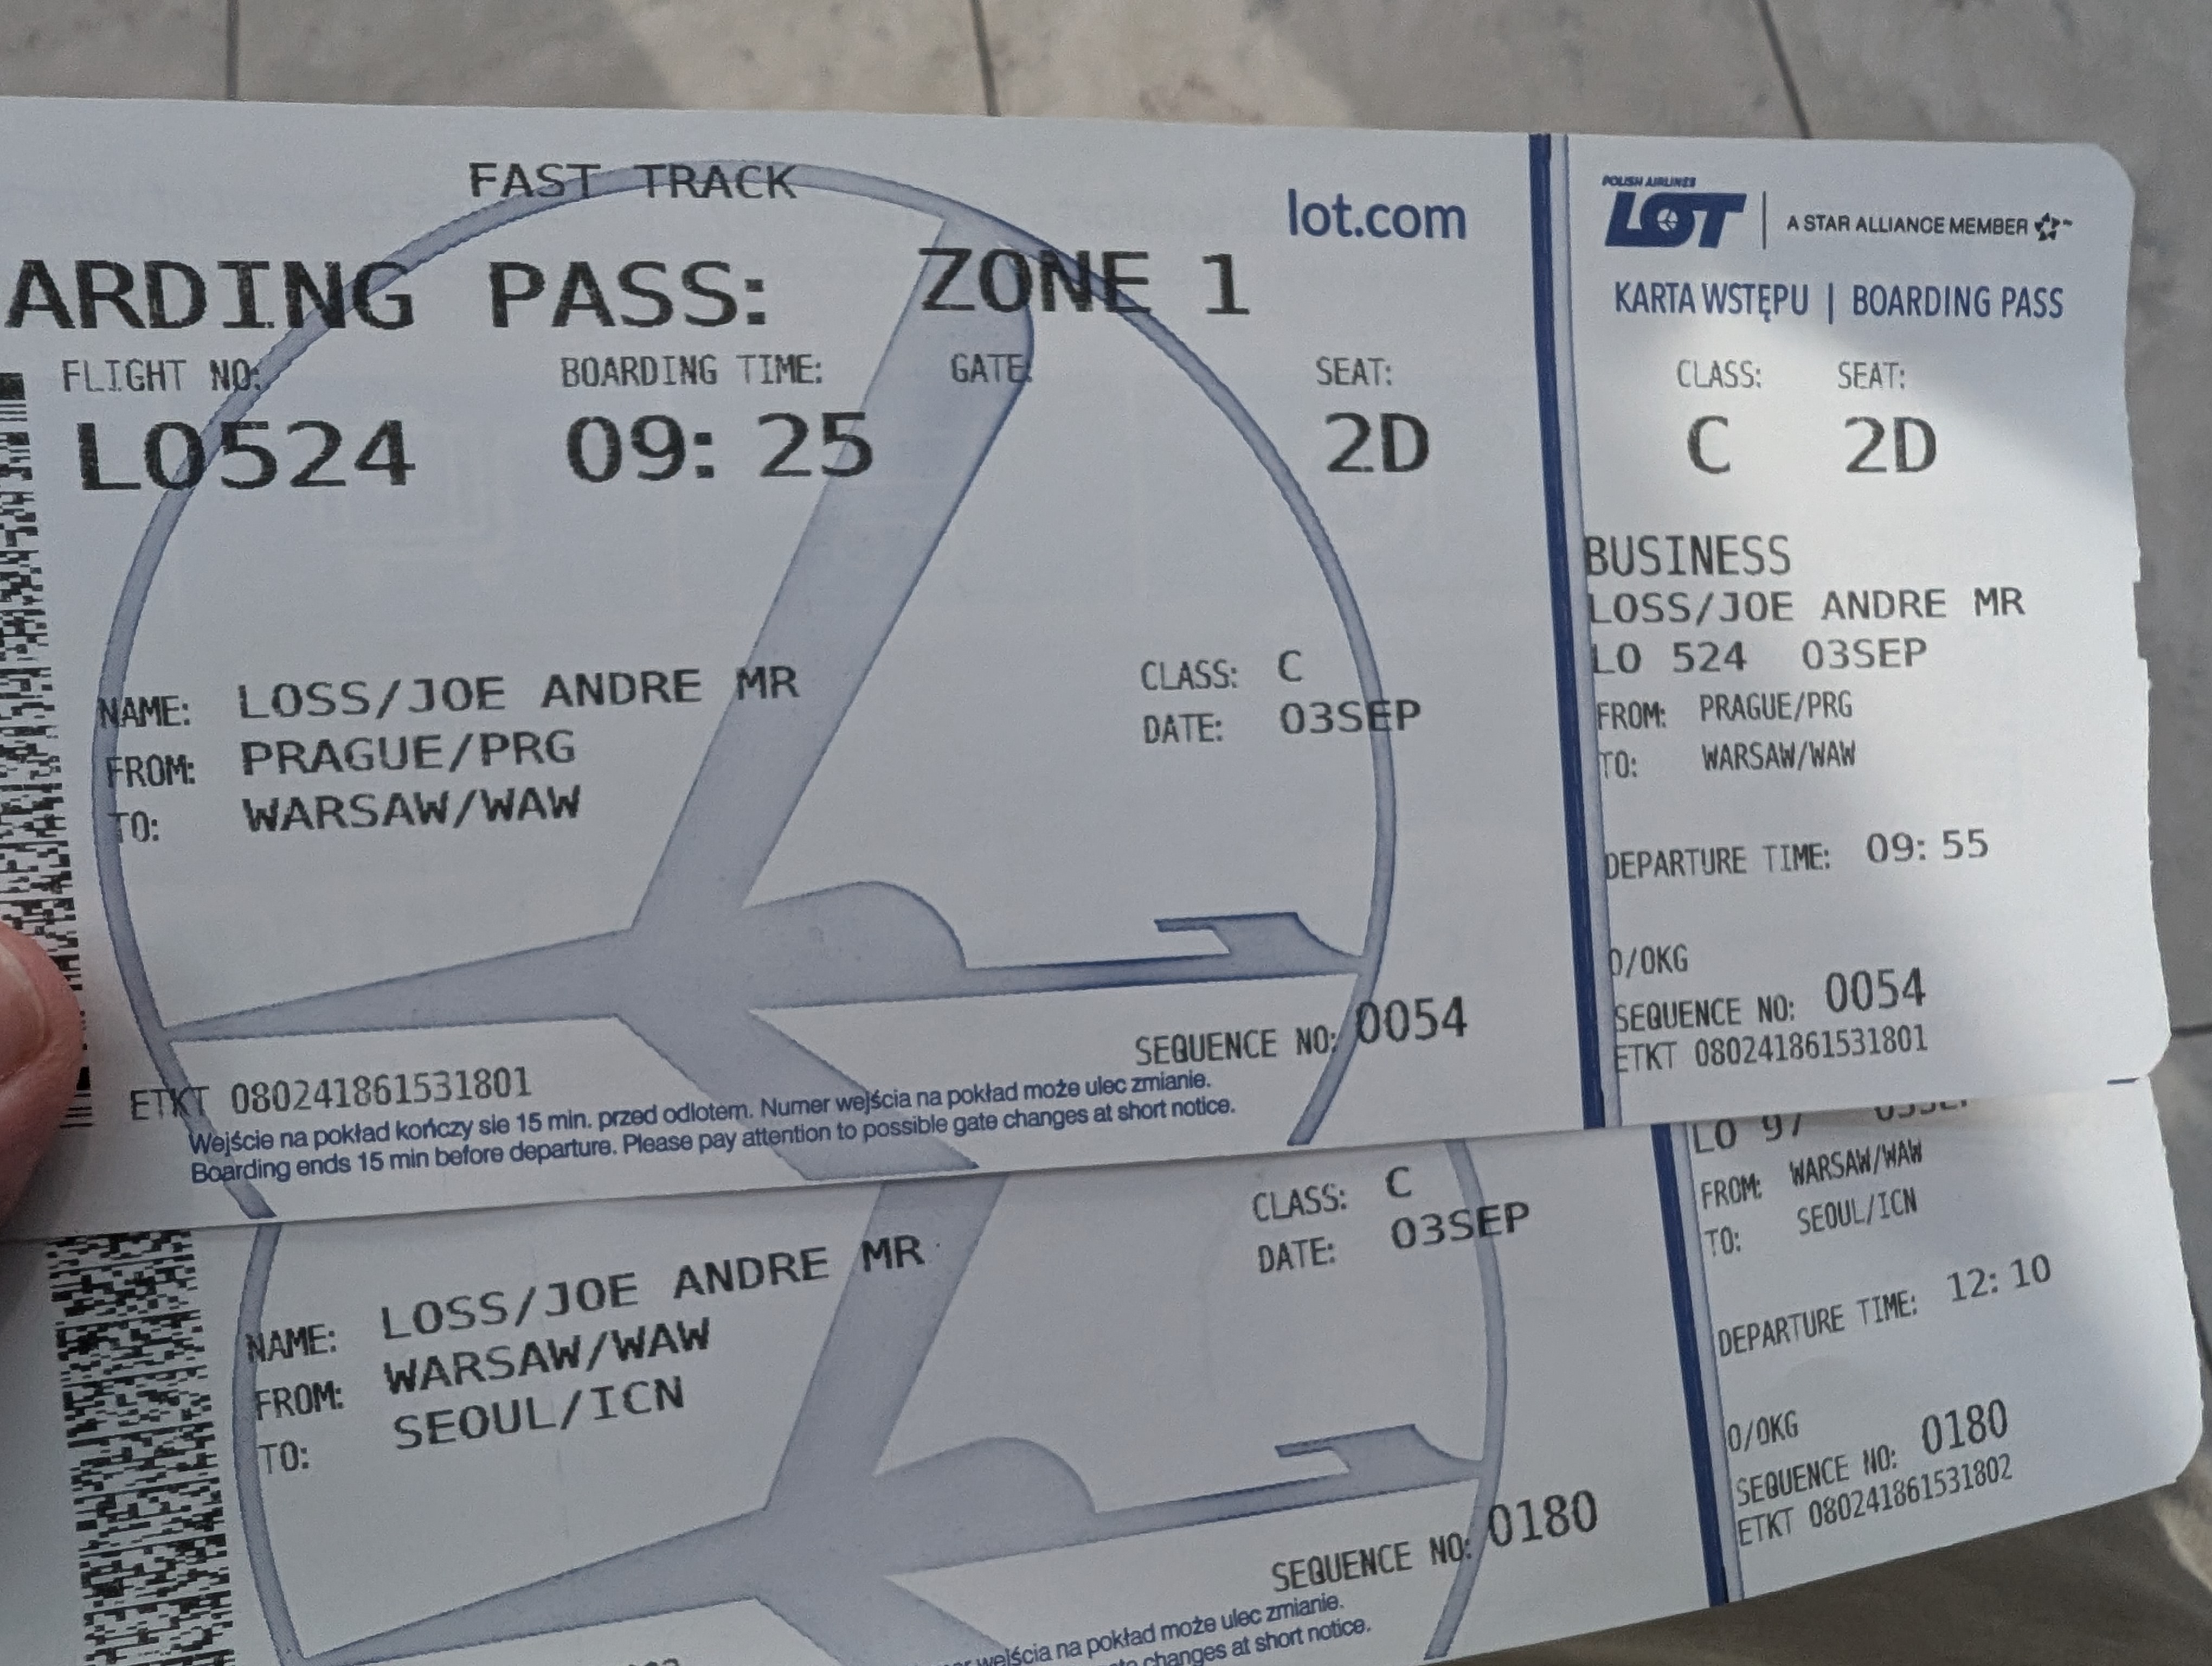 FAST TRACK
lot.com
ARDING PASS: ZONE 1
FLIGHT NO: BOARDING TIME: GATE: SEAT:
LO524 09:25 2D
NAME: LOSS/JOE ANDRE MR
FROM: PRAGUE/PRG
TO: WARSAW/WAW
CLASS: C
DATE: 03SEP
SEQUENCE NO: 0054
ETKT 080241861531801
Wejście na pokład kończy sie 15 min. przed odlotem. Numer wejścia na pokład może ulec zmianie.
Boarding ends 15 min before departure. Please pay attention to possible gate changes at short notice.
POLISH AIRLINES
LOT | A STAR ALLIANCE MEMBER
KARTA WSTĘPU | BOARDING PASS
CLASS: SEAT:
C 2D
BUSINESS
LOSS/JOE ANDRE MR
LO 524 03SEP
FROM: PRAGUE/PRG
TO: WARSAW/WAW
DEPARTURE TIME: 09:55
0/0KG
SEQUENCE NO: 0054
ETKT 080241861531801
NAME: LOSS/JOE ANDRE MR
FROM: WARSAW/WAW
TO: SEOUL/ICN
CLASS: C
DATE: 03SEP
SEQUENCE NO: 0180
wejścia na pokład może ulec zmianie.
changes at short notice.
LO 97 03SEP
FROM: WARSAW/WAW
TO: SEOUL/ICN
DEPARTURE TIME: 12:10
0/0KG
SEQUENCE NO: 0180
ETKT 080241861531802